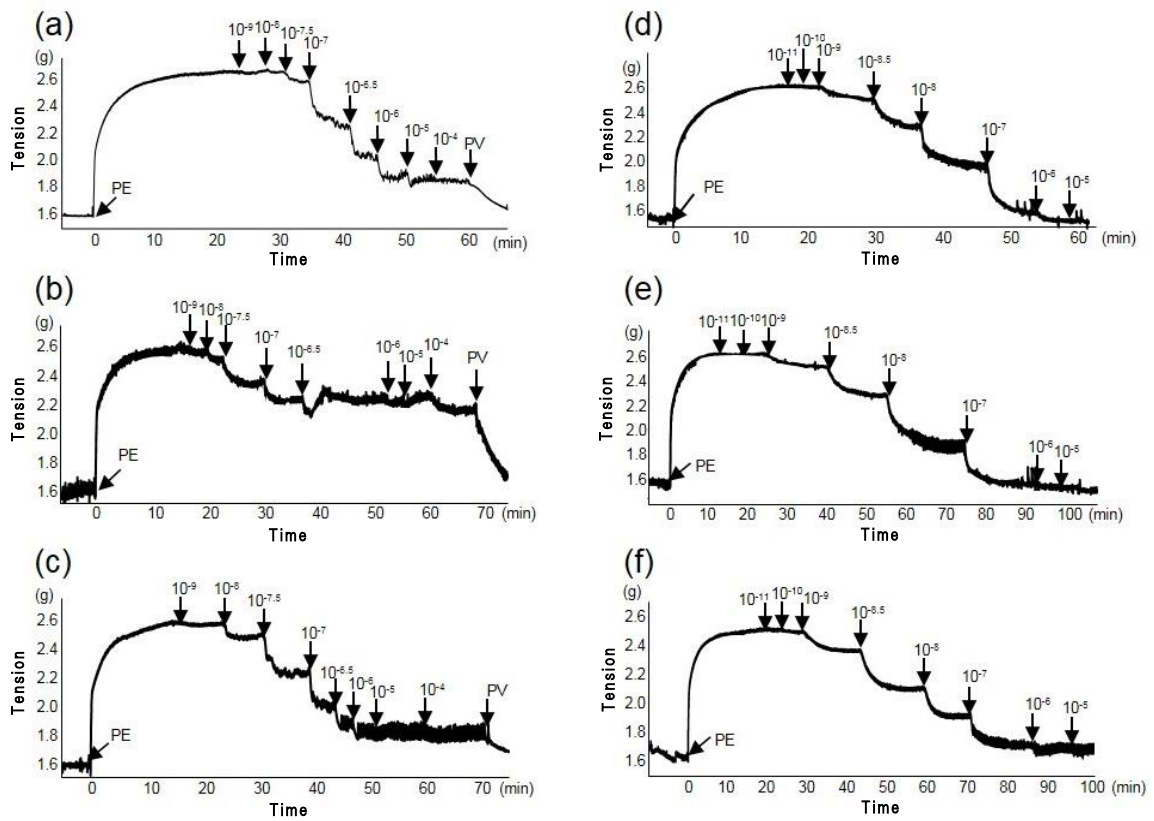 (a)
(g)
10-9 10-8 10-7.5 10-7 10-6.5 10-6 10-5 10-4 PV
2.6
2.4
2.2
2.0
1.8
1.6
Tension
PE
0 10 20 30 40 50 60 (min)
Time
(b)
(g)
10-9 10-8 10-7.5 10-7 10-6.5 10-6 10-5 10-4 PV
2.6
2.4
2.2
2.0
1.8
1.6
Tension
PE
0 10 20 30 40 50 60 70 (min)
Time
(c)
(g)
10-9 10-8 10-7.5 10-7 10-6.5 10-6 10-5 10-4 PV
2.6
2.4
2.2
2.0
1.8
1.6
Tension
PE
0 10 20 30 40 50 60 70 (min)
Time
(d)
(g)
10-11 10-10 10-9 10-8.5 10-8 10-7 10-6 10-5
2.6
2.4
2.2
2.0
1.8
1.6
Tension
PE
0 10 20 30 40 50 60 (min)
Time
(e)
(g)
10-11 10-10 10-9 10-8.5 10-8 10-7 10-6 10-5
2.6
2.4
2.2
2.0
1.8
1.6
Tension
PE
0 10 20 30 40 50 60 70 80 90 100 (min)
Time
(f)
(g)
10-11 10-10 10-9 10-8.5 10-8 10-7 10-6 10-5
2.6
2.4
2.2
2.0
1.8
1.6
Tension
PE
0 10 20 30 40 50 60 70 80 90 100 (min)
Time